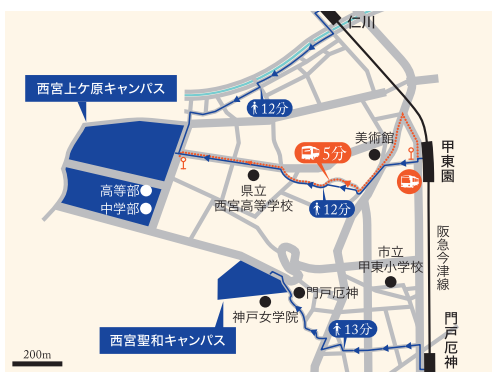 仁川
西宮上ケ原キャンパス
12分
美術館
5分
甲東園
高等部
中学部
県立
西宮高等学校
12分
阪急今津線
市立
甲東小学校
門戸厄神
神戸女学院
西宮聖和キャンパス
13分
門戸厄神
200m